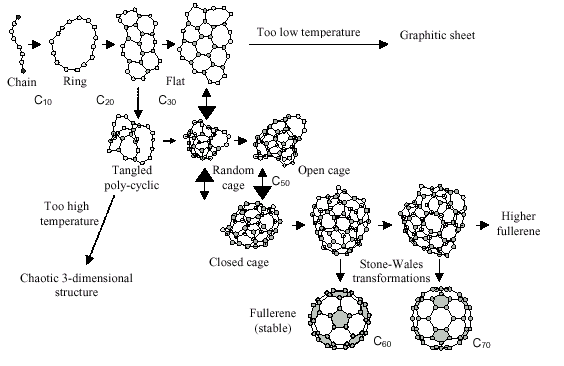 Too low temperature
Graphitic sheet
Chain
Ring
Flat
C10
C20
C30
Tangled
poly-cyclic
Random
cage
Open cage
C50
Too high
temperature
Closed cage
Higher
fullerene
Chaotic 3-dimensional
structure
Stone-Wales
transformations
Fullerene
(stable)
C60
C70